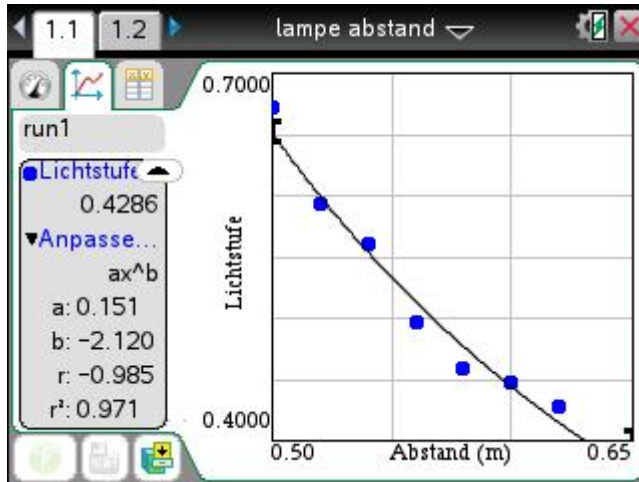 1.1 1.2 lampe abstand
run1
Lichtstufe
0.4286
Anpasse...
ax^b
a: 0.151
b: -2.120
r: -0.985
r²: 0.971
0.7000
Lichtstufe
0.4000
0.50 Abstand (m) 0.65